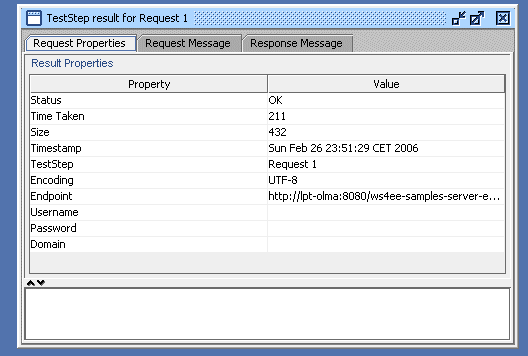 TestStep result for Request 1
Request Properties Request Message Response Message
Result Properties
Property Value
Status OK
Time Taken 211
Size 432
Timestamp Sun Feb 26 23:51:29 CET 2006
TestStep Request 1
Encoding UTF-8
Endpoint http://lpt-olma:8080/ws4ee-samples-server-e...
Username
Password
Domain